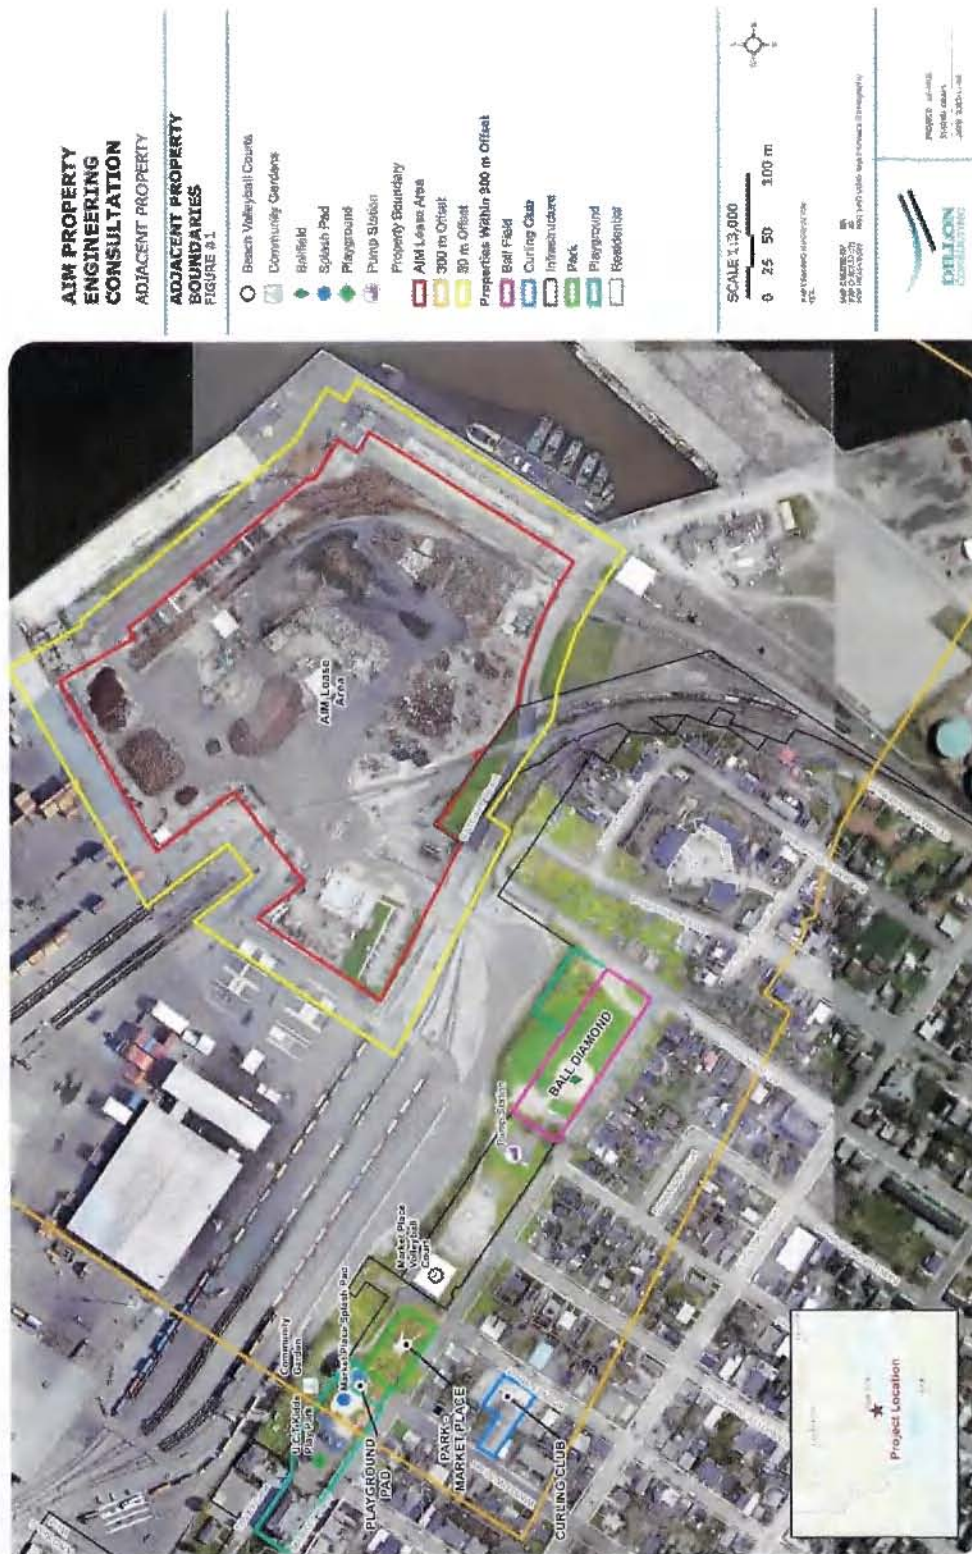 AIM PROPERTY
ENGINEERING
CONSULTATION
ADJACENT PROPERTY
ADJACENT PROPERTY
BOUNDARIES
FIGURE #1
Beach Volleyball Courts
Community Gardens
Ballfield
Splash Pad
Playground
Pump Station
Property Boundary
AIM Lease Area
300 m Offset
30 m Offset
Properties Within 300 m Offset
Ball Field
Curling Club
Infrastructure
Park
Playground
Residential
SCALE 1:3,000
0 25 50 100 m
DILLON
CONSULTING
AIM Lease
Area
BALL DIAMOND
Pump Station
Market Place
Volleyball
Court
Market Place Splash Pad
Community
Garden
Play Park
PLAYGROUND
PAD
PARK -
MARKET PLACE
CURLING CLUB
Project Location